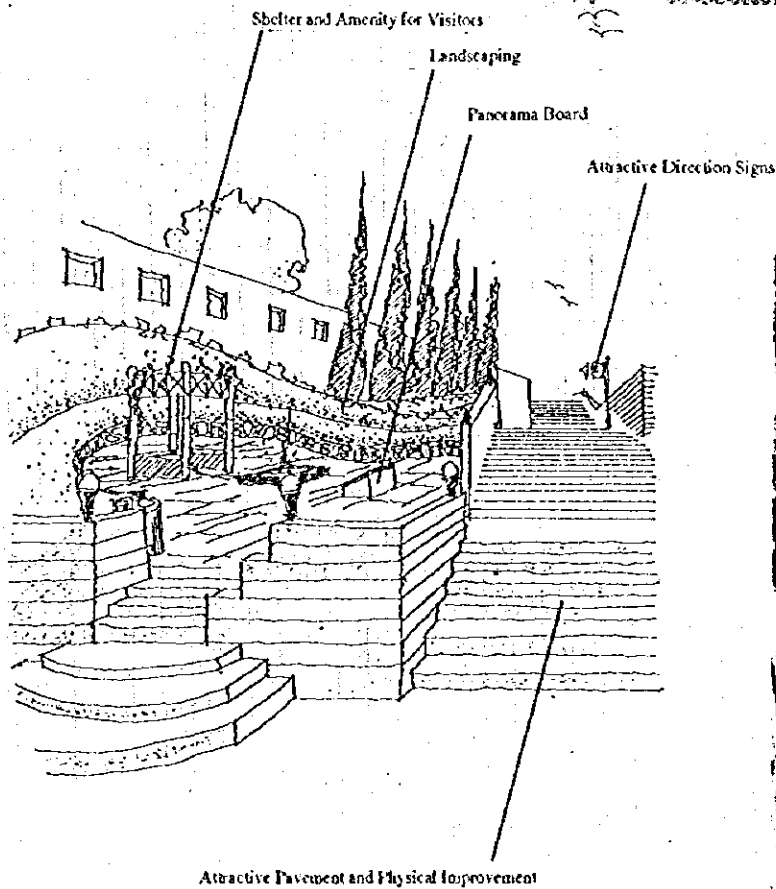 Shelter and Amenity for Visitors
Landscaping
Panorama Board
Attractive Direction Signs
Attractive Pavement and Physical Improvement